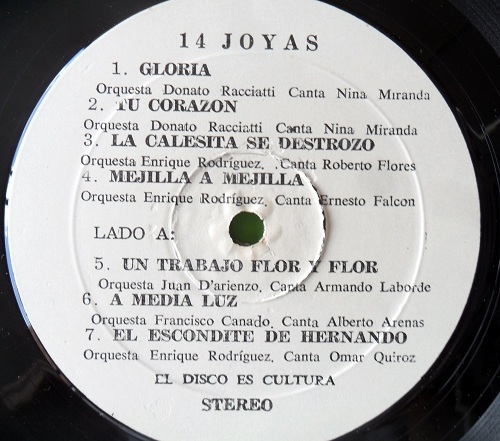 14 JOYAS
1. GLORIA
Orquesta Donato Racciatti Canta Nina Miranda
2. TU CORAZON
Orquesta Donato Racciatti Canta Nina Miranda
3. LA CALESITA SE DESTROZO
Orquesta Enrique Rodríguez, .Canta Roberto Flores
4. MEJILLA A MEJILLA
Orquesta Enrique Rodríguez, Canta Ernesto Falcon
LADO A:
5. UN TRABAJO FLOR Y FLOR
Orquesta Juan D'arienzo, Canta Armando Laborde
6. A MEDIA LUZ
Orquesta Francisco Canado, Canta Alberto Arenas
7. EL ESCONDITE DE HERNANDO
Orquesta Enrique Rodríguez, Canta Omar Quiroz
EL DISCO ES CULTURA
STEREO